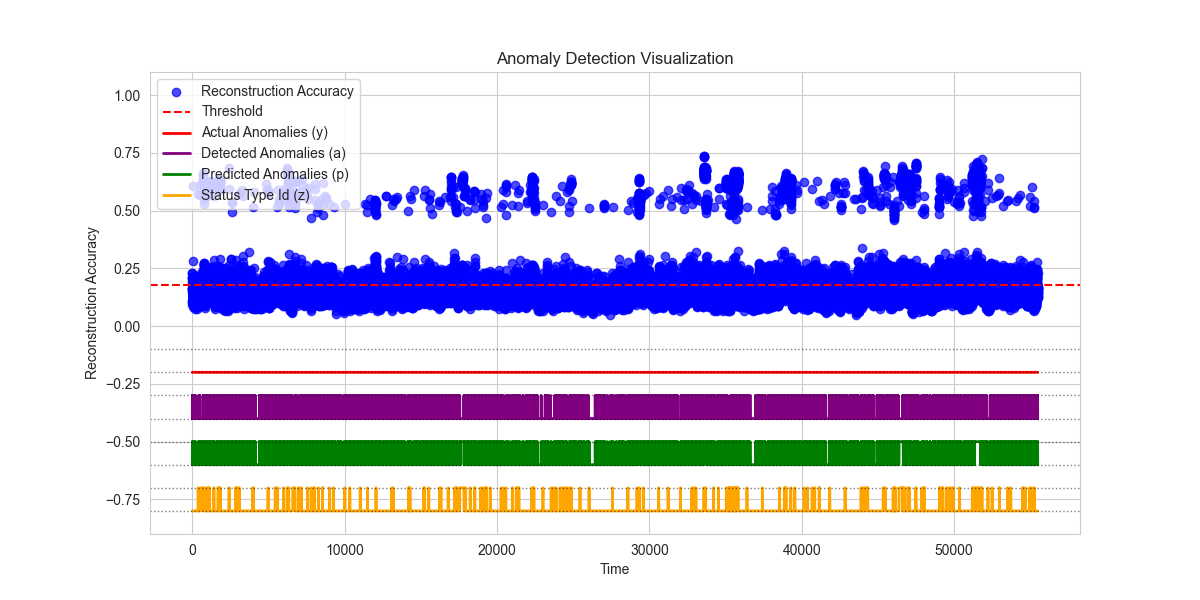 Anomaly Detection Visualization
Reconstruction Accuracy
Threshold
Actual Anomalies (y)
Detected Anomalies (a)
Predicted Anomalies (p)
Status Type Id (z)
1.00
0.75
0.50
0.25
0.00
−0.25
−0.50
−0.75
Reconstruction Accuracy
0 10000 20000 30000 40000 50000
Time